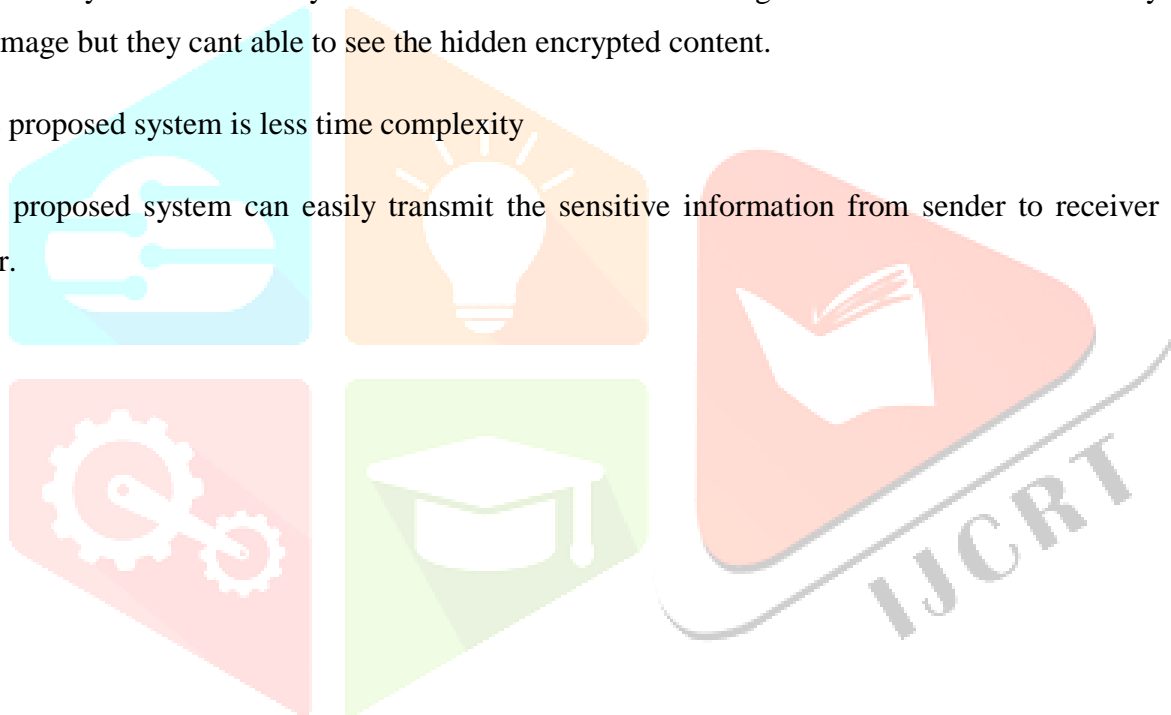 mage but they cant able to see the hidden encrypted content.
proposed system is less time complexity
proposed system can easily transmit the sensitive information from sender to receiver
r.
IJCRT